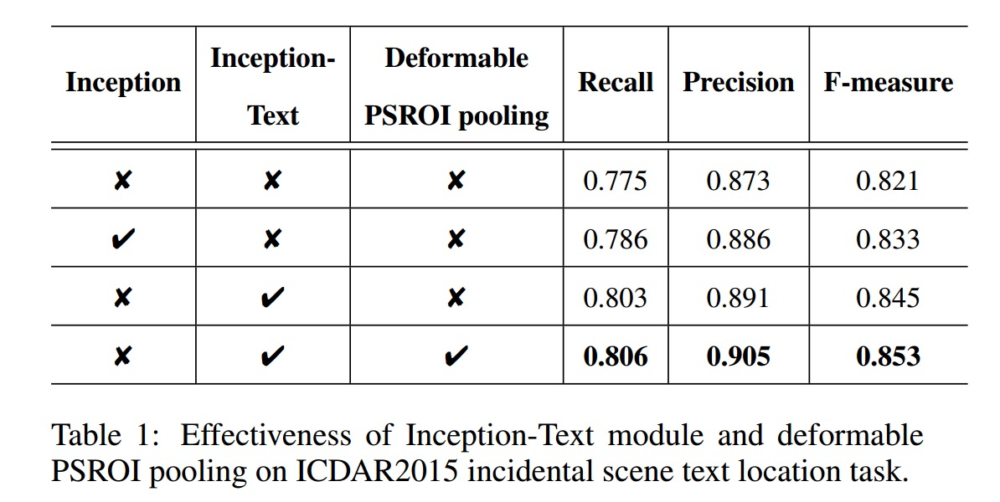 Inception | Inception-Text | Deformable PSROI pooling | Recall | Precision | F-measure
✘ | ✘ | ✘ | 0.775 | 0.873 | 0.821
✔ | ✘ | ✘ | 0.786 | 0.886 | 0.833
✘ | ✔ | ✘ | 0.803 | 0.891 | 0.845
✘ | ✔ | ✔ | 0.806 | 0.905 | 0.853
Table 1: Effectiveness of Inception-Text module and deformable
PSROI pooling on ICDAR2015 incidental scene text location task.